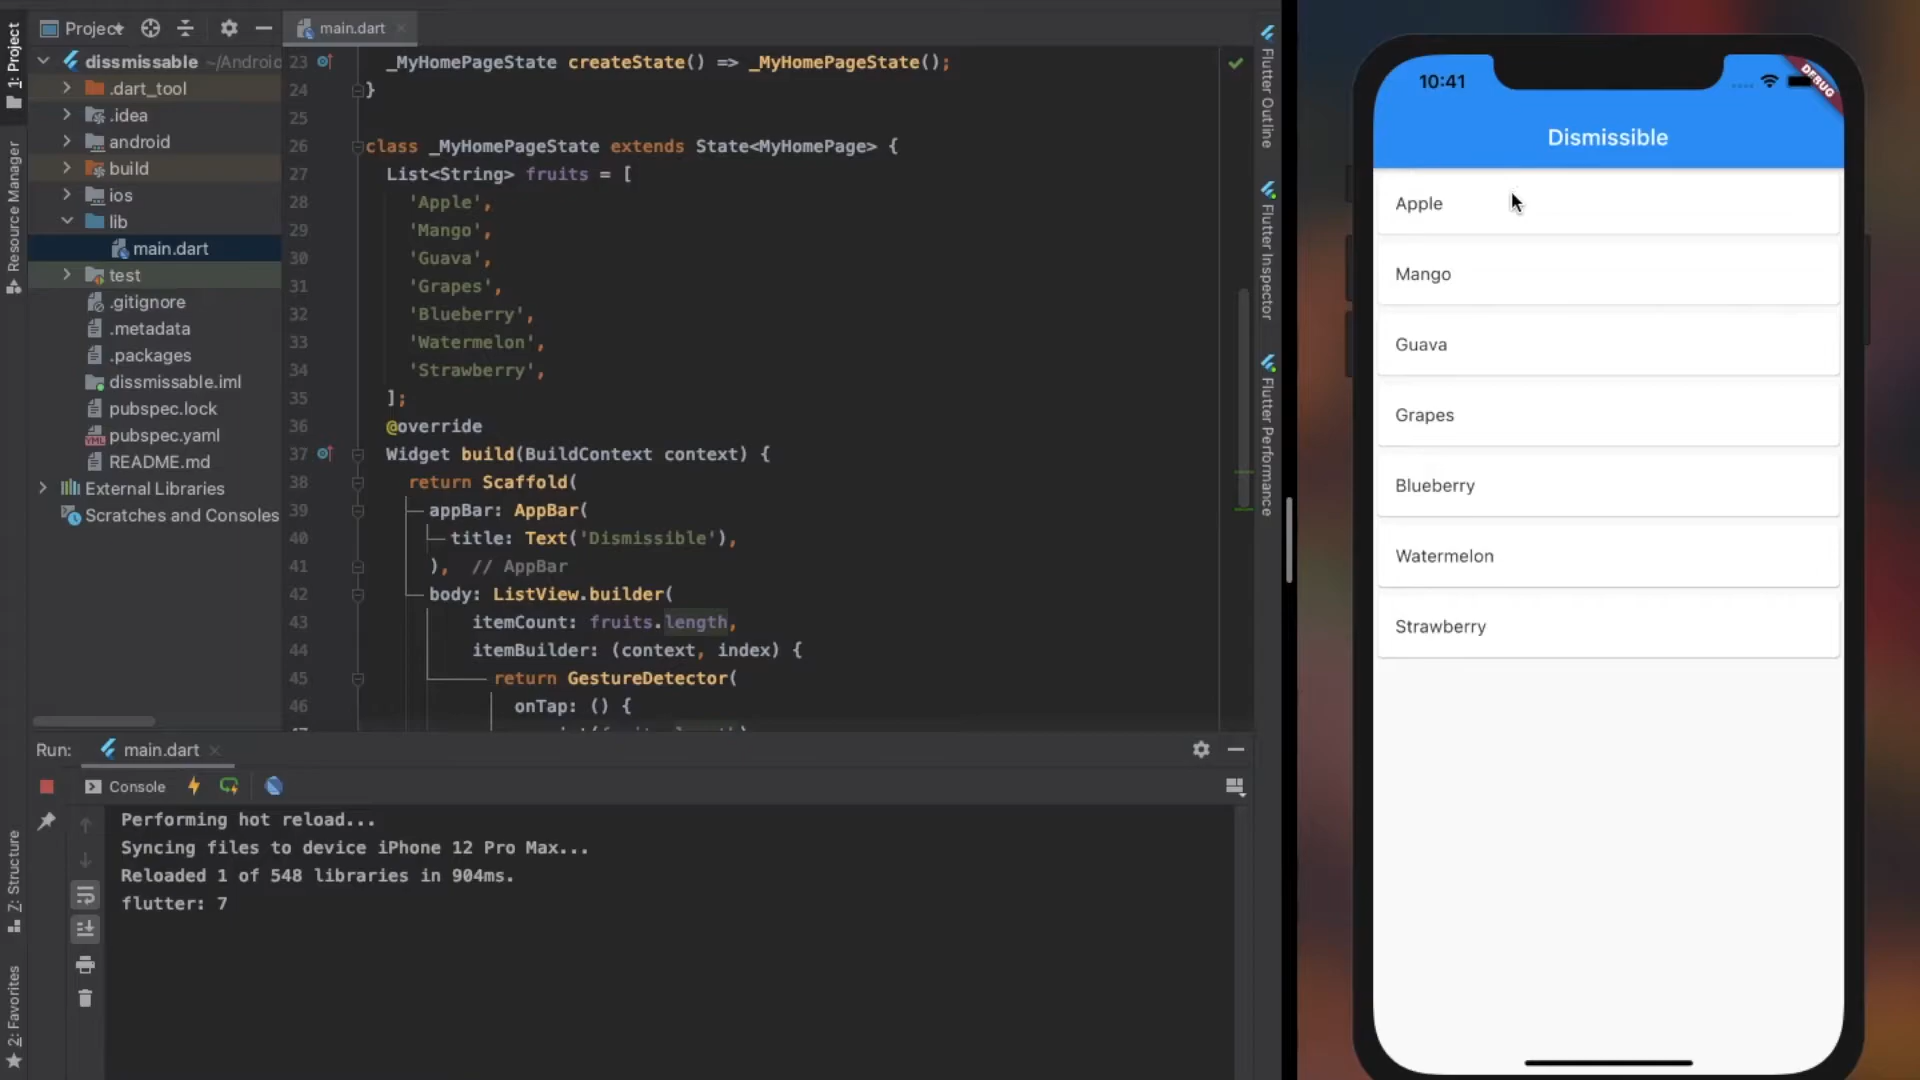 1: Project
Resource Manager
Z: Structure
2: Favorites
Project
dissmissable ~/Androic
.dart_tool
.idea
android
build
ios
lib
main.dart
test
.gitignore
.metadata
.packages
dissmissable.iml
pubspec.lock
pubspec.yaml
README.md
External Libraries
Scratches and Consoles
main.dart
23 _MyHomePageState createState() => _MyHomePageState();
24 }
25
26 class _MyHomePageState extends State<MyHomePage> {
27 List<String> fruits = [
28 'Apple',
29 'Mango',
30 'Guava',
31 'Grapes',
32 'Blueberry',
33 'Watermelon',
34 'Strawberry',
35 ];
36 @override
37 Widget build(BuildContext context) {
38 return Scaffold(
39 appBar: AppBar(
40 title: Text('Dismissible'),
41 ), // AppBar
42 body: ListView.builder(
43 itemCount: fruits.length,
44 itemBuilder: (context, index) {
45 return GestureDetector(
46 onTap: () {
Flutter Outline
Flutter Inspector
Flutter Performance
Run: main.dart
Console
Performing hot reload...
Syncing files to device iPhone 12 Pro Max...
Reloaded 1 of 548 libraries in 904ms.
flutter: 7
10:41
DEBUG
Dismissible
Apple
Mango
Guava
Grapes
Blueberry
Watermelon
Strawberry